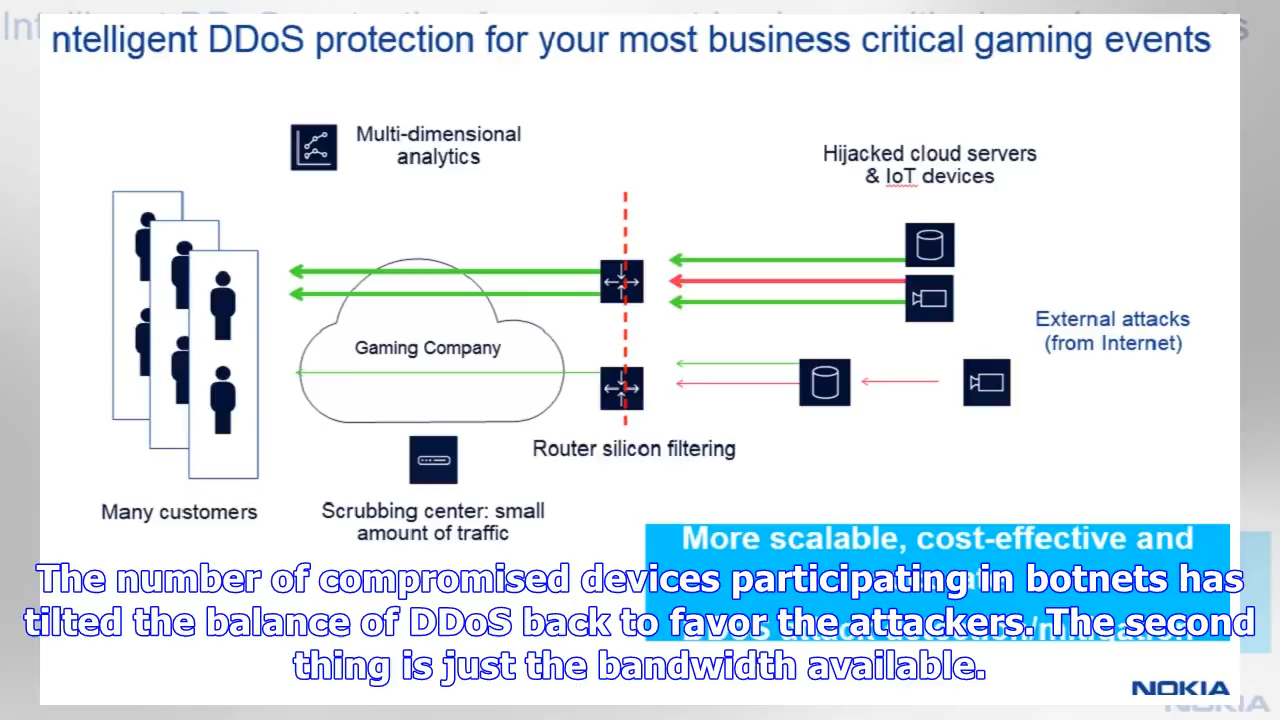 ntelligent DDoS protection for your most business critical gaming events
Multi-dimensional
analytics
Hijacked cloud servers
& IoT devices
External attacks
(from Internet)
Gaming Company
Router silicon filtering
Many customers
Scrubbing center: small
amount of traffic
More scalable, cost-effective and
The number of compromised devices participating in botnets has
tilted the balance of DDoS back to favor the attackers. The second
thing is just the bandwidth available.
NOKIA